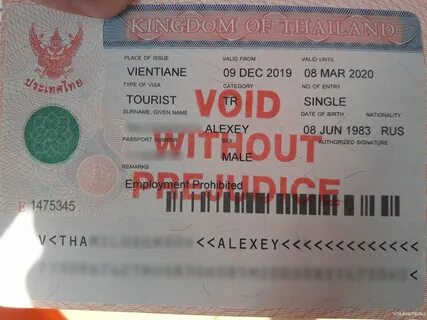 KINGDOM OF THAILAND
PLACE OF ISSUE VALID FROM VALID UNTIL
VIENTIANE 09 DEC 2019 08 MAR 2020
TYPE OF VISA CATEGORY NO. OF ENTRY
TOURIST TR SINGLE
SURNAME, GIVEN NAME DATE OF BIRTH NATIONALITY
ALEXEY 08 JUN 1983 RUS
PASSPORT NUMBER SEX AUTHORIZED SIGNATURE
MALE
REMARKS
Employment Prohibited
VOID
WITHOUT
PREJUDICE
ประเทศไทย
E 1475345
V<THA <<ALEXEY<<<<<<<<<<<<<<<